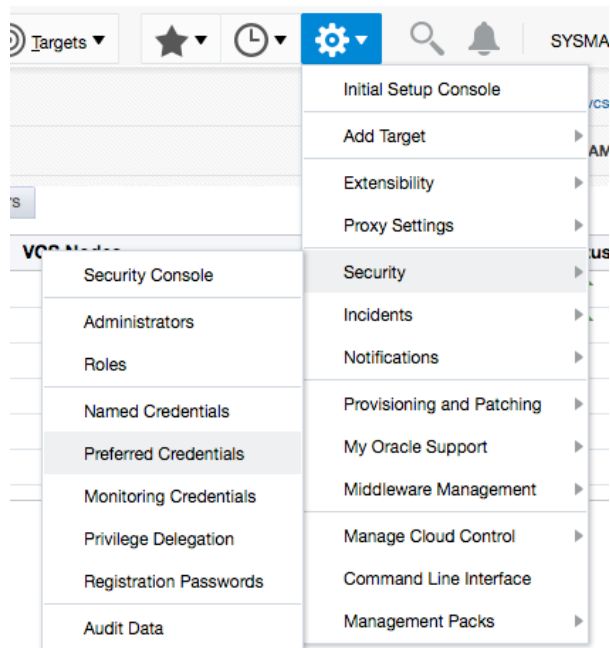 Targets
SYSMA
Initial Setup Console
Add Target
Extensibility
Proxy Settings
Security
Incidents
Notifications
Provisioning and Patching
My Oracle Support
Middleware Management
Manage Cloud Control
Command Line Interface
Management Packs
Security Console
Administrators
Roles
Named Credentials
Preferred Credentials
Monitoring Credentials
Privilege Delegation
Registration Passwords
Audit Data